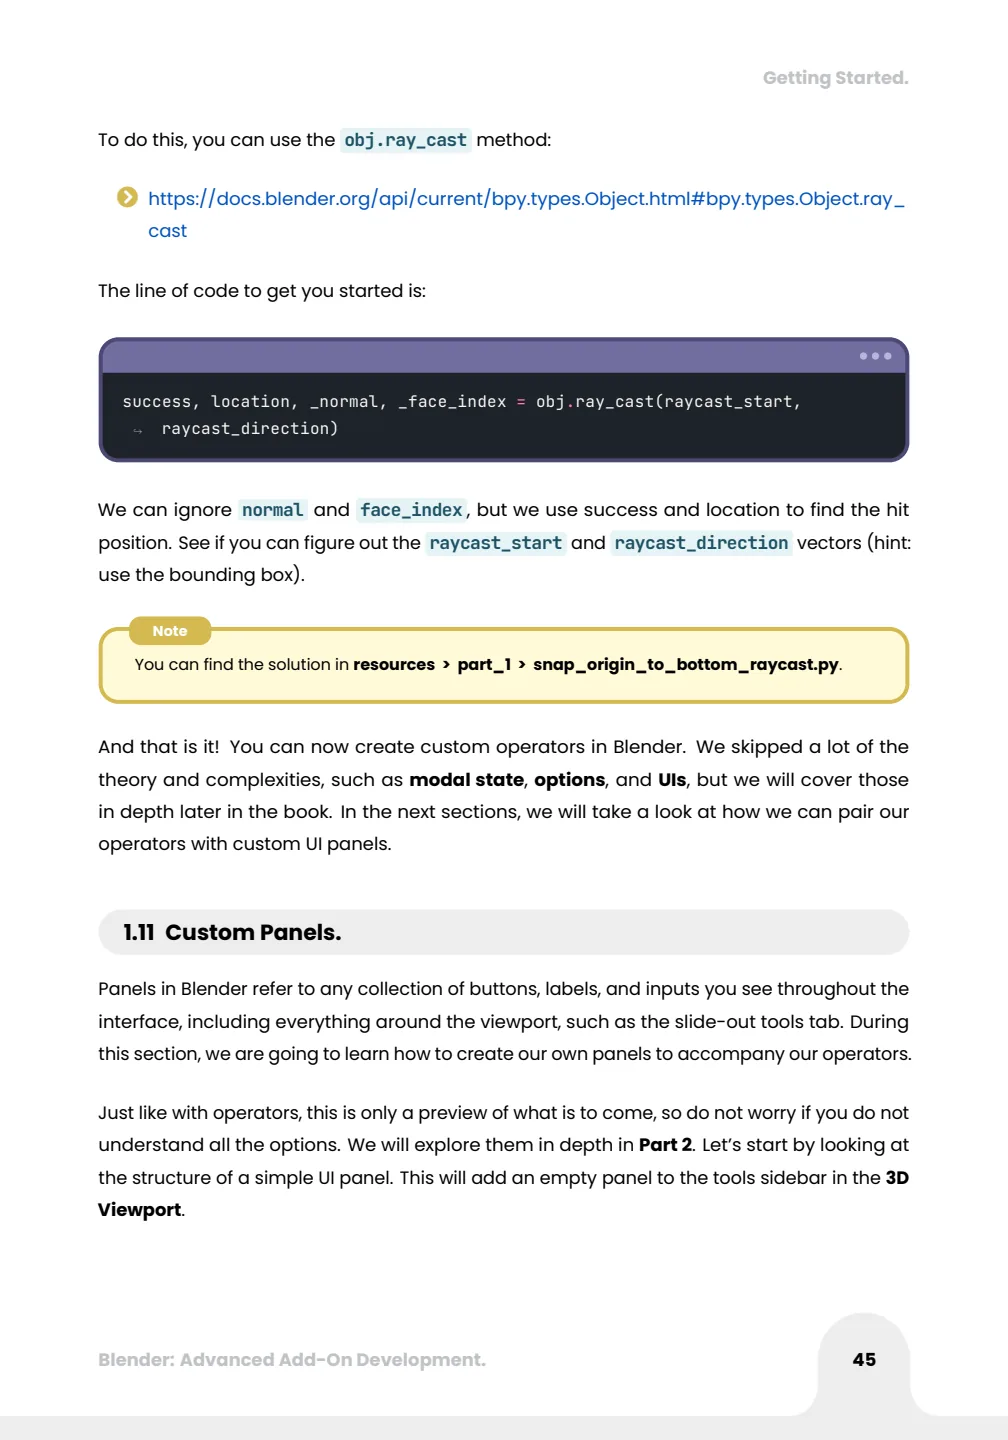 Getting Started.
To do this, you can use the obj.ray_cast method:
https://docs.blender.org/api/current/bpy.types.Object.html#bpy.types.Object.ray_
cast
The line of code to get you started is:
success, location, _normal, _face_index = obj.ray_cast(raycast_start,
↪ raycast_direction)
We can ignore normal and face_index, but we use success and location to find the hit
position. See if you can figure out the raycast_start and raycast_direction vectors (hint:
use the bounding box).
Note
You can find the solution in resources > part_1 > snap_origin_to_bottom_raycast.py.
And that is it! You can now create custom operators in Blender. We skipped a lot of the
theory and complexities, such as modal state, options, and UIs, but we will cover those
in depth later in the book. In the next sections, we will take a look at how we can pair our
operators with custom UI panels.
1.11 Custom Panels.
Panels in Blender refer to any collection of buttons, labels, and inputs you see throughout the
interface, including everything around the viewport, such as the slide-out tools tab. During
this section, we are going to learn how to create our own panels to accompany our operators.
Just like with operators, this is only a preview of what is to come, so do not worry if you do not
understand all the options. We will explore them in depth in Part 2. Let's start by looking at
the structure of a simple UI panel. This will add an empty panel to the tools sidebar in the 3D
Viewport.
Blender: Advanced Add-On Development.
45